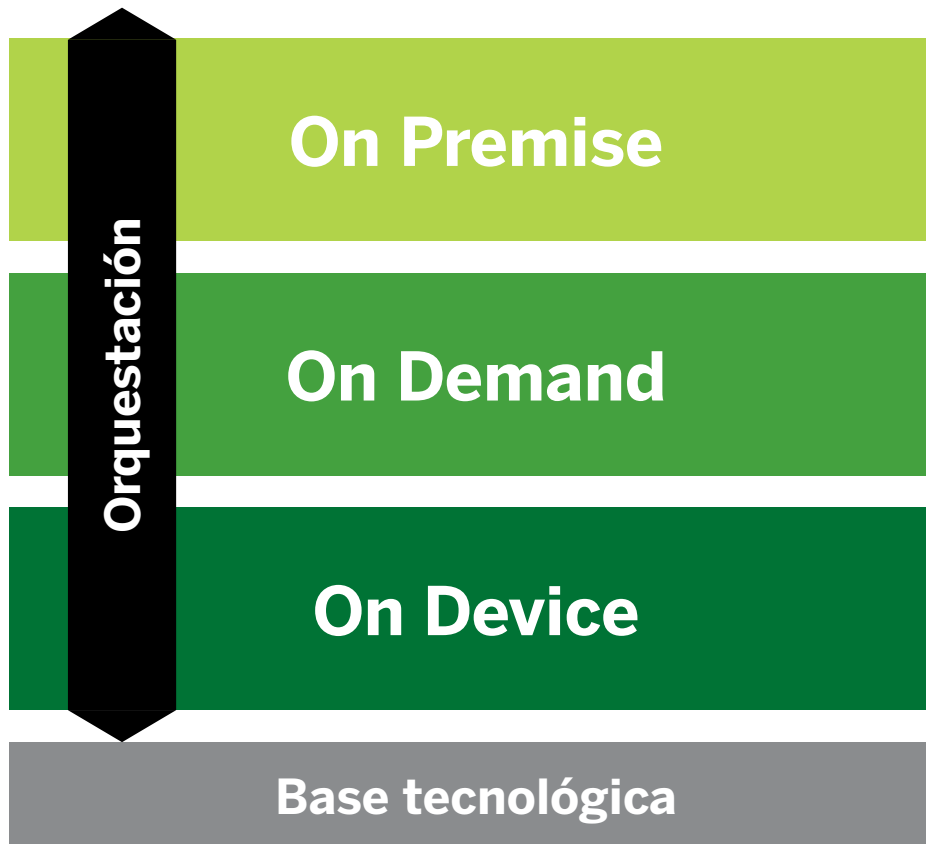 On Premise
Orquestación
On Demand
On Device
Base tecnológica